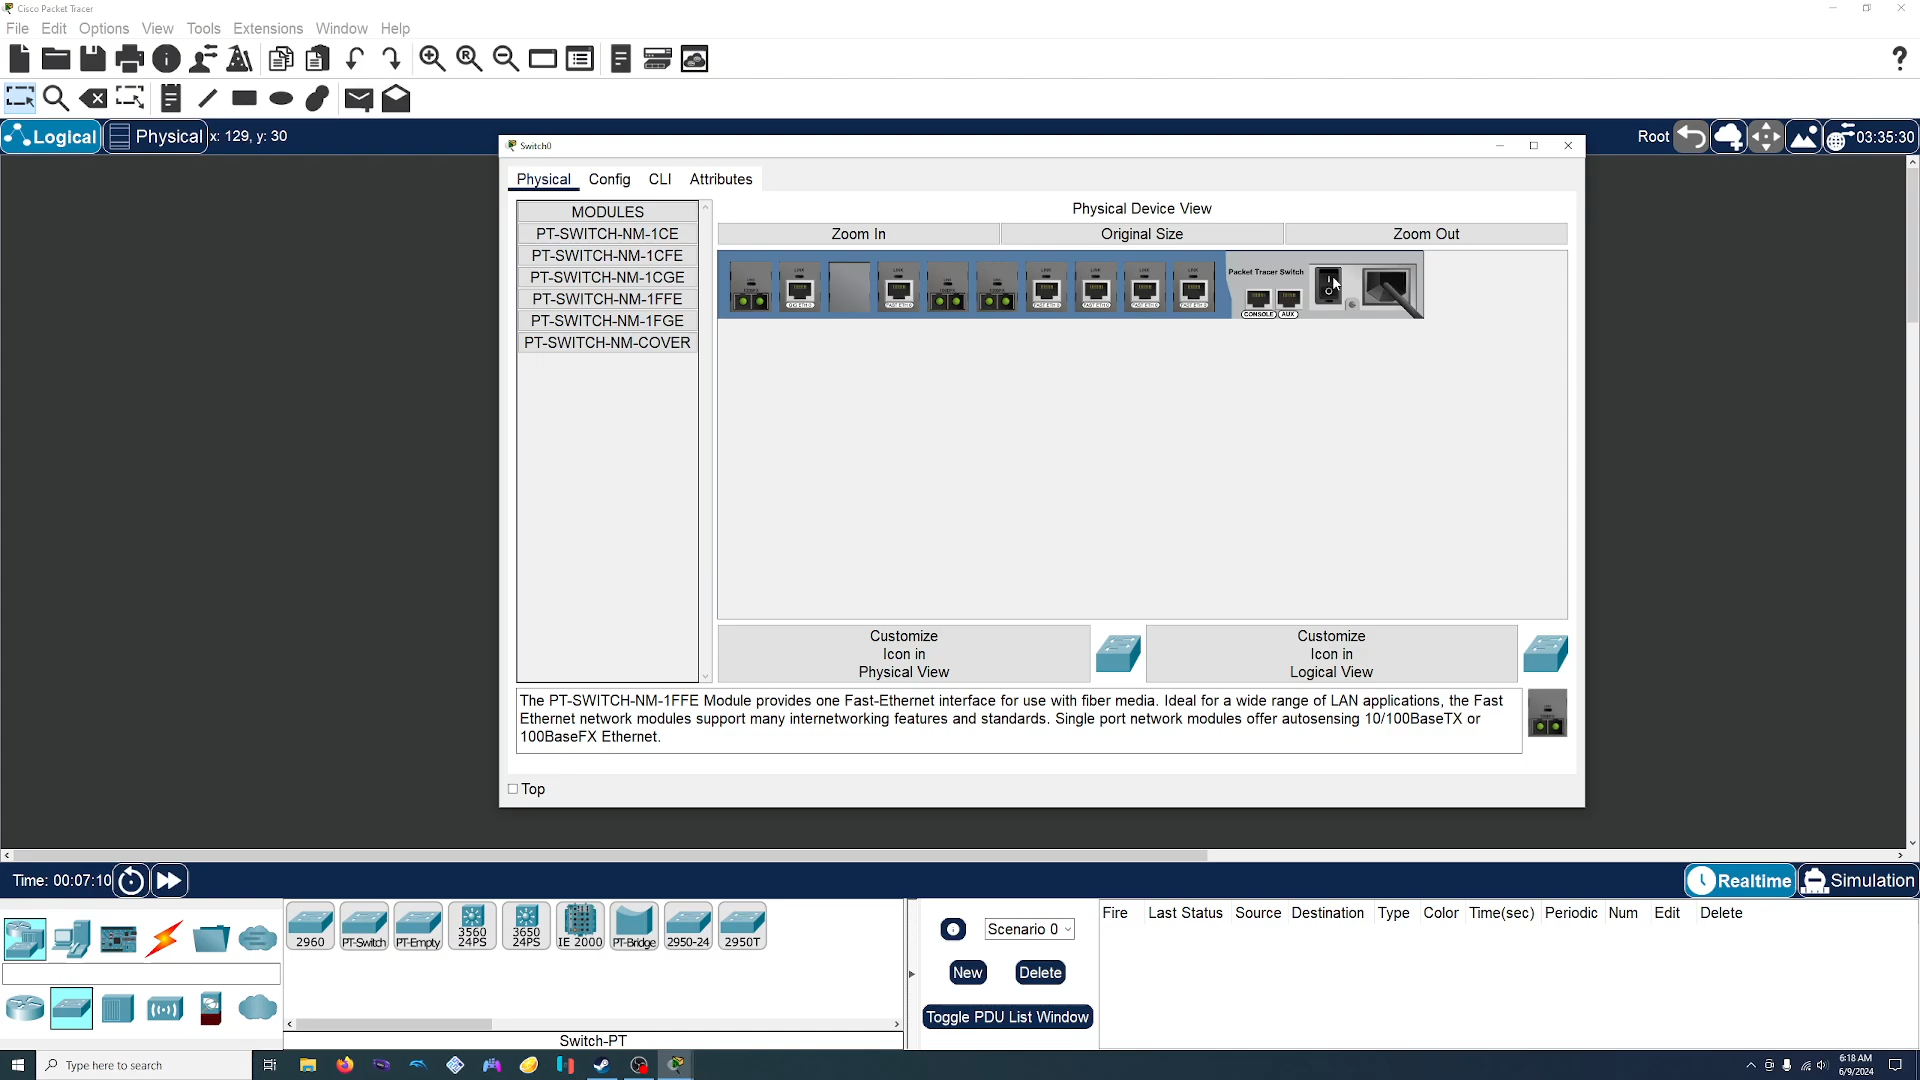 Cisco Packet Tracer
File Edit Options View Tools Extensions Window Help
Logical Physical x: 129, y: 30
Root 03:35:30
Switch0
Physical Config CLI Attributes
MODULES
PT-SWITCH-NM-1CE
PT-SWITCH-NM-1CFE
PT-SWITCH-NM-1CGE
PT-SWITCH-NM-1FFE
PT-SWITCH-NM-1FGE
PT-SWITCH-NM-COVER
Physical Device View
Zoom In Original Size Zoom Out
Packet Tracer Switch
CONSOLE AUX
Customize
Icon in
Physical View
Customize
Icon in
Logical View
The PT-SWITCH-NM-1FFE Module provides one Fast-Ethernet interface for use with fiber media. Ideal for a wide range of LAN applications, the Fast
Ethernet network modules support many internetworking features and standards. Single port network modules offer autosensing 10/100BaseTX or
100BaseFX Ethernet.
Top
Time: 00:07:10
Realtime Simulation
2960 PT-Switch PT-Empty 3560 24PS 3650 24PS IE 2000 PT-Bridge 2950-24 2950T
Switch-PT
Scenario 0
New Delete
Toggle PDU List Window
Fire Last Status Source Destination Type Color Time(sec) Periodic Num Edit Delete
Type here to search
6:18 AM
6/9/2024